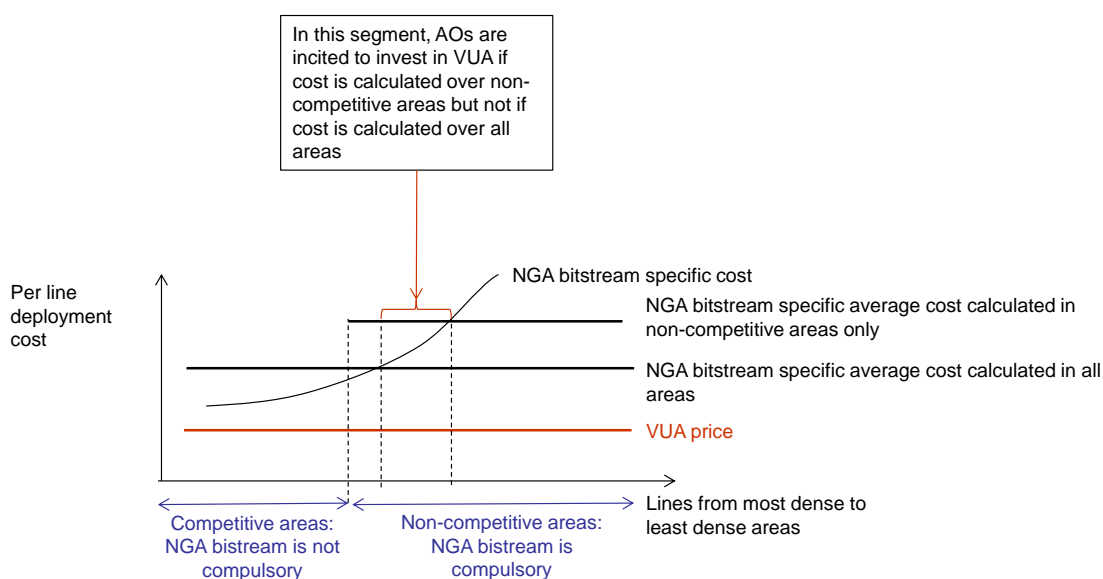 In this segment, AOs are
incited to invest in VUA if
cost is calculated over non-
competitive areas but not if
cost is calculated over all
areas
NGA bitstream specific cost
Per line
deployment
cost
NGA bitstream specific average cost calculated in
non-competitive areas only
NGA bitstream specific average cost calculated in all
areas
VUA price
Lines from most dense to
least dense areas
Competitive areas:
NGA bistream is not
compulsory
Non-competitive areas:
NGA bistream is
compulsory